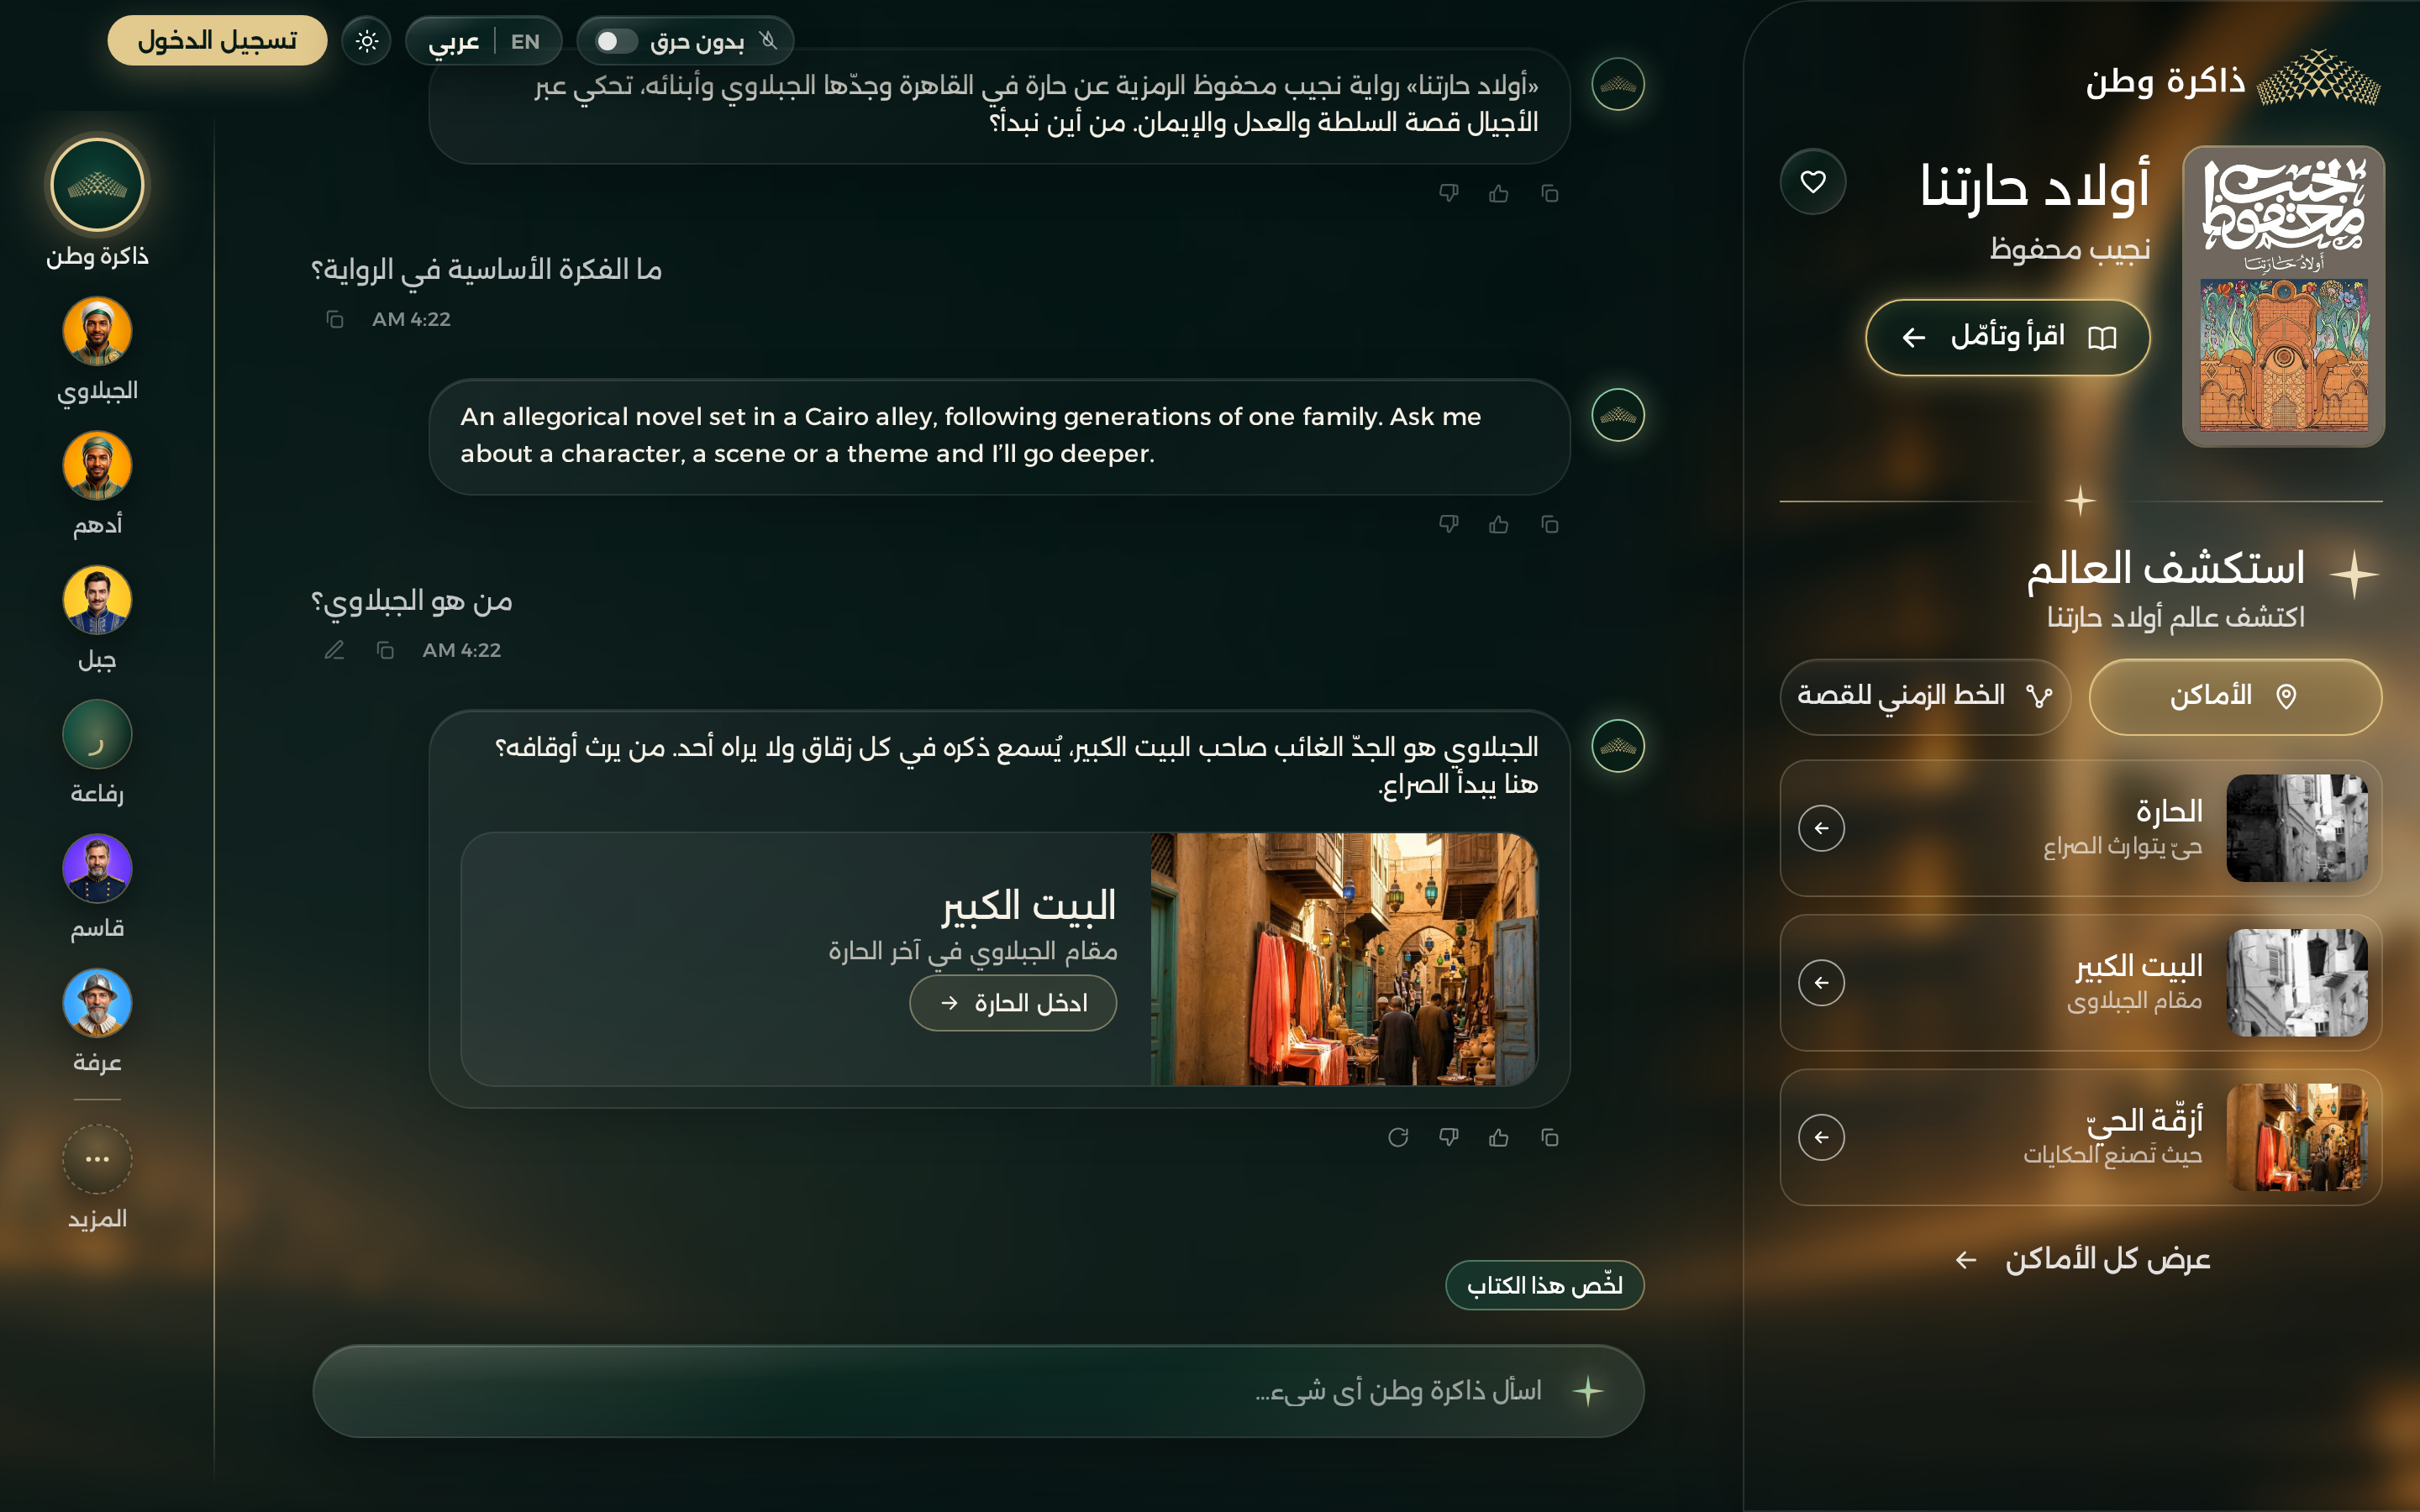 ذاكرة وطن
أولاد حارتنا
نجيب محفوظ
اقرأ وتأمّل
نجيب محفوظ
أولاد حارتنا
استكشف العالم
اكتشف عالم أولاد حارتنا
الأماكن
الخط الزمني للقصة
الحارة
حيّ يتوارث الصراع
البيت الكبير
مقام الجبلاوي
أزقّة الحيّ
حيث تُصنع الحكايات
عرض كل الأماكن
بدون حرق
EN
عربي
تسجيل الدخول
«أولاد حارتنا» رواية نجيب محفوظ الرمزية عن حارة في القاهرة وجدّها الجبلاوي وأبنائه، تحكي عبر
الأجيال قصة السلطة والعدل والإيمان. من أين نبدأ؟
ما الفكرة الأساسية في الرواية؟
4:22 AM
An allegorical novel set in a Cairo alley, following generations of one family. Ask me
about a character, a scene or a theme and I’ll go deeper.
من هو الجبلاوي؟
4:22 AM
الجبلاوي هو الجدّ الغائب صاحب البيت الكبير، يُسمع ذكره في كل زقاق ولا يراه أحد. من يرث أوقافه؟
هنا يبدأ الصراع.
البيت الكبير
مقام الجبلاوي في آخر الحارة
ادخل الحارة
لخّص هذا الكتاب
اسأل ذاكرة وطن أي شيء...
ذاكرة وطن
الجبلاوي
أدهم
جبل
ر
رفاعة
قاسم
عرفة
المزيد